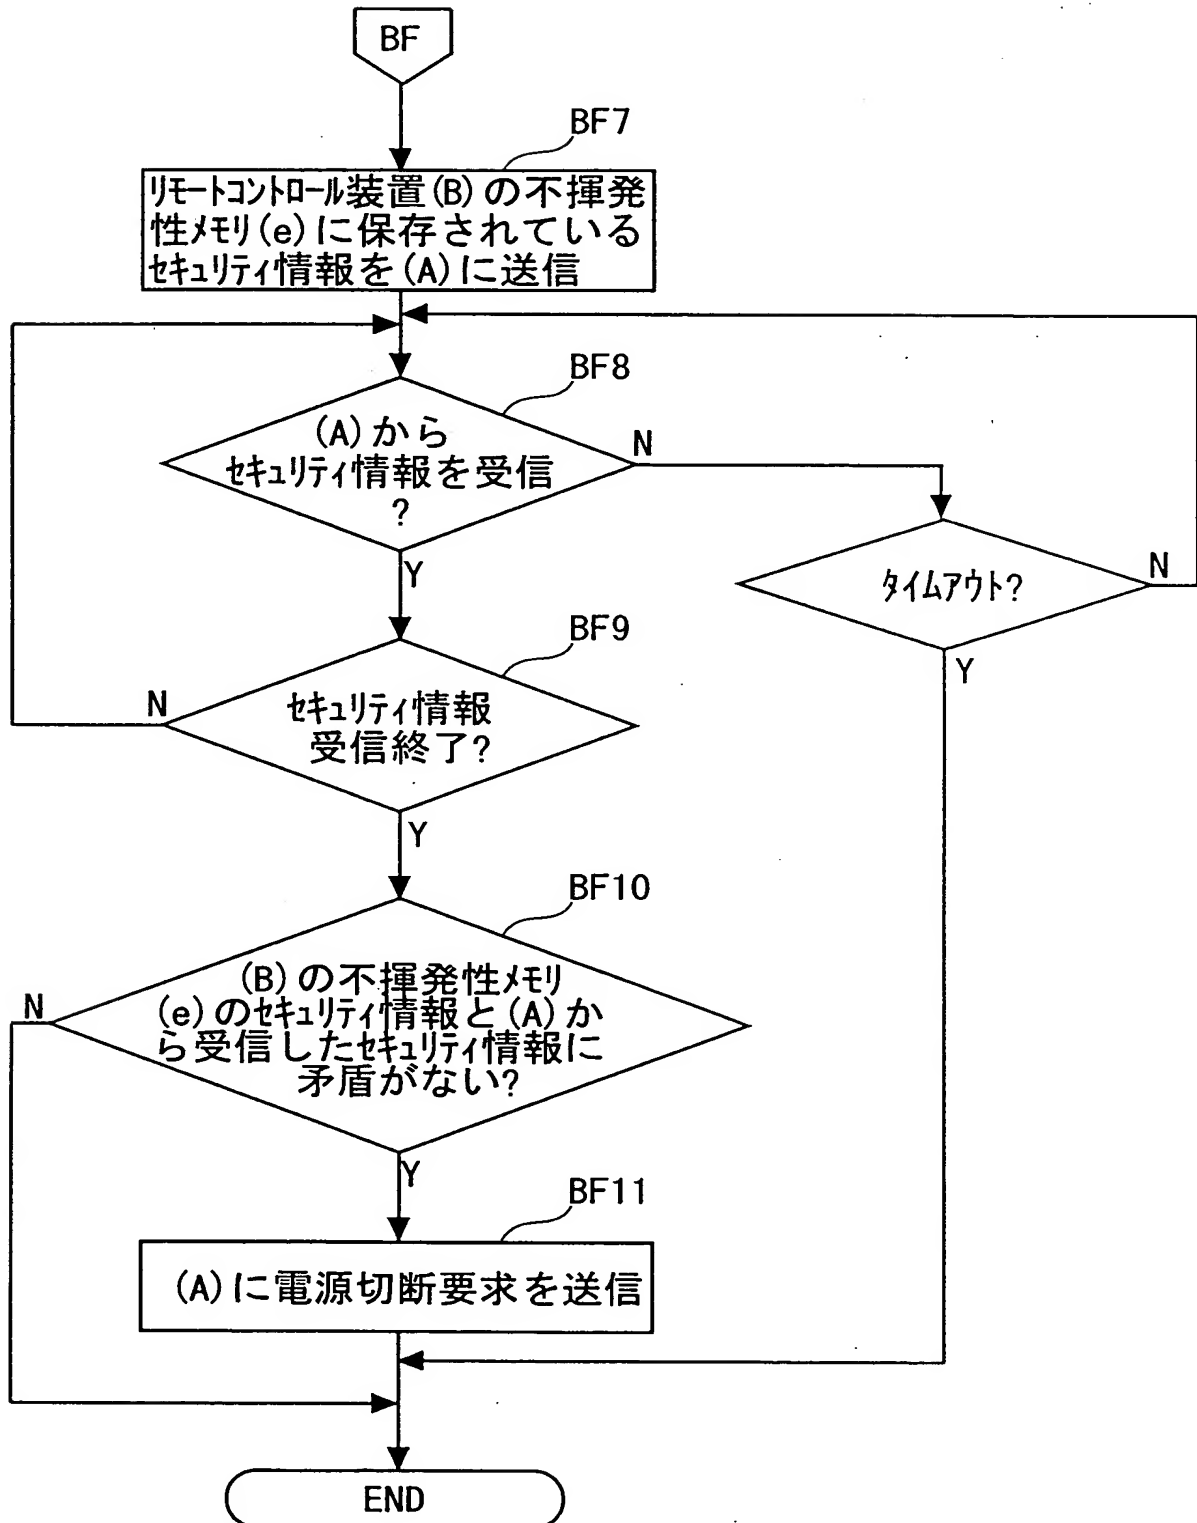 BF
BF7
リモートコントロール装置(B)の不揮発
性メモリ(e)に保存されている
セキュリティ情報を(A)に送信
BF8
(A)から
セキュリティ情報を受信
?
N
Y
タイムアウト?
N
Y
BF9
セキュリティ情報
受信終了?
N
Y
BF10
(B)の不揮発性メモリ
(e)のセキュリティ情報と(A)か
ら受信したセキュリティ情報に
矛盾がない?
N
Y
BF11
(A)に電源切断要求を送信
END